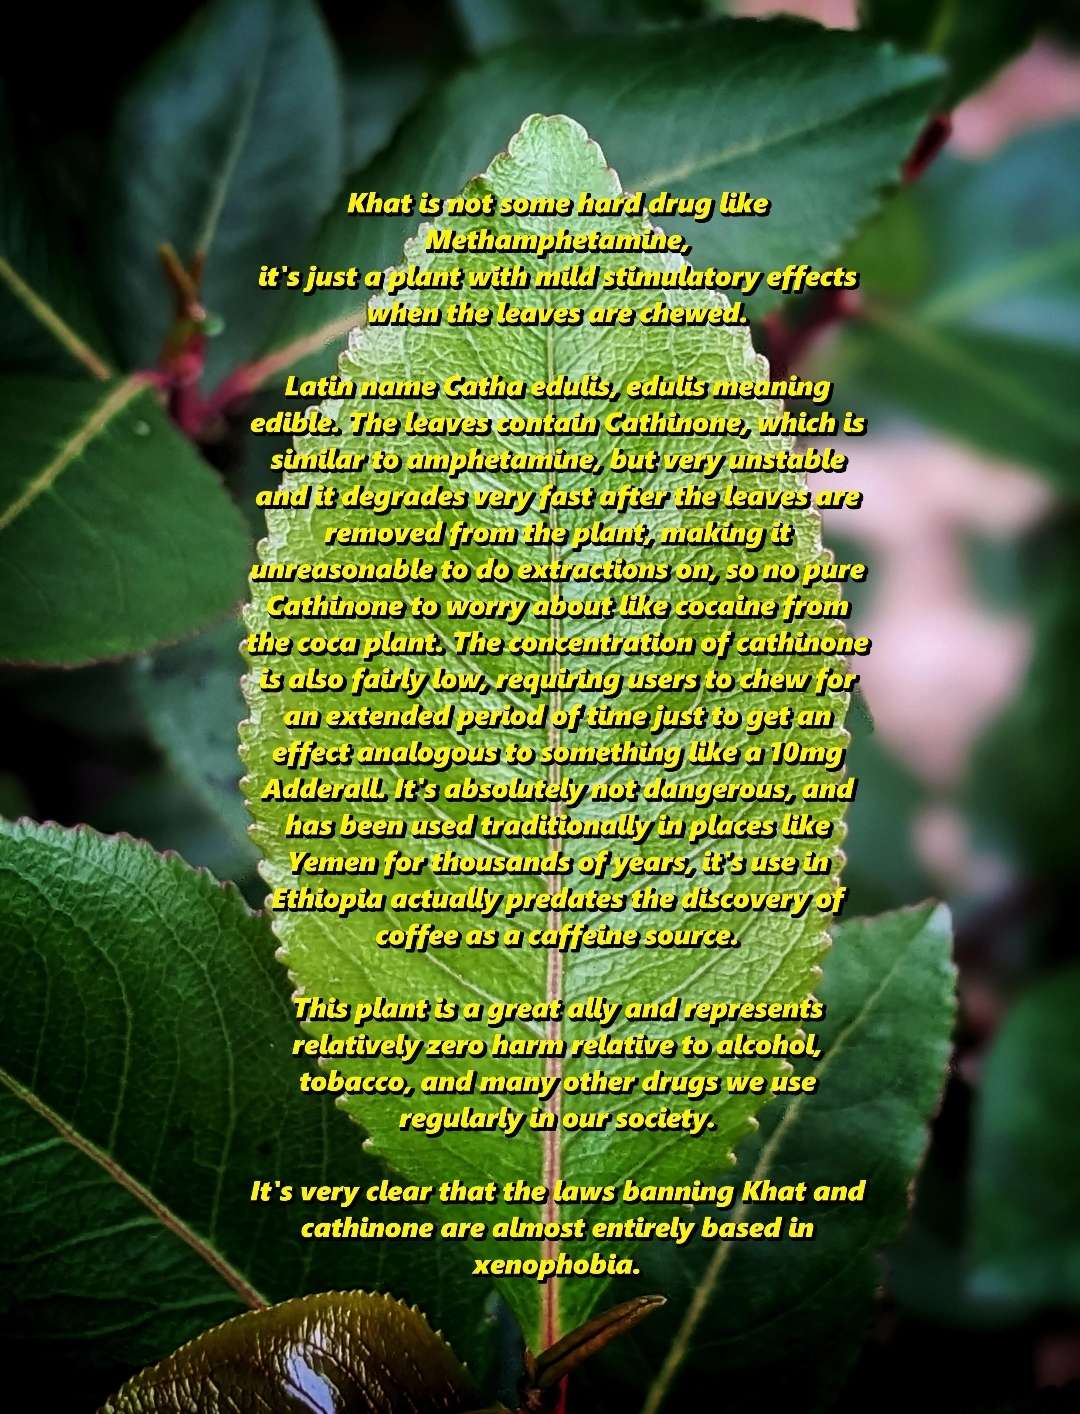 Khat is not some hard drug like
Methamphetamine,
it's just a plant with mild stimulatory effects
when the leaves are chewed.
Latin name Catha edulis, edulis meaning
edible. The leaves contain Cathinone, which is
similar to amphetamine, but very unstable
and it degrades very fast after the leaves are
removed from the plant, making it
unreasonable to do extractions on, so no pure
Cathinone to worry about like cocaine from
the coca plant. The concentration of cathinone
is also fairly low, requiring users to chew for
an extended period of time just to get an
effect analogous to something like a 10mg
Adderall. It's absolutely not dangerous, and
has been used traditionally in places like
Yemen for thousands of years, it's use in
Ethiopia actually predates the discovery of
coffee as a caffeine source.
This plant is a great ally and represents
relatively zero harm relative to alcohol,
tobacco, and many other drugs we use
regularly in our society.
It's very clear that the laws banning Khat and
cathinone are almost entirely based in
xenophobia.